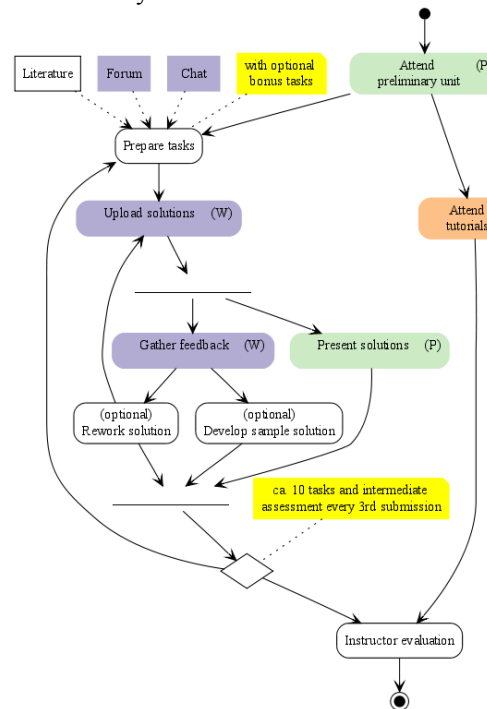 Literature
Forum
Chat
with optional
bonus tasks
Attend (P
preliminary unit
Prepare tasks
Upload solutions (W)
Attend
tutorials
Gather feedback (W)
Present solutions (P)
(optional)
Rework solution
(optional)
Develop sample solution
ca. 10 tasks and intermediate
assessment every 3rd submission
Instructor evaluation